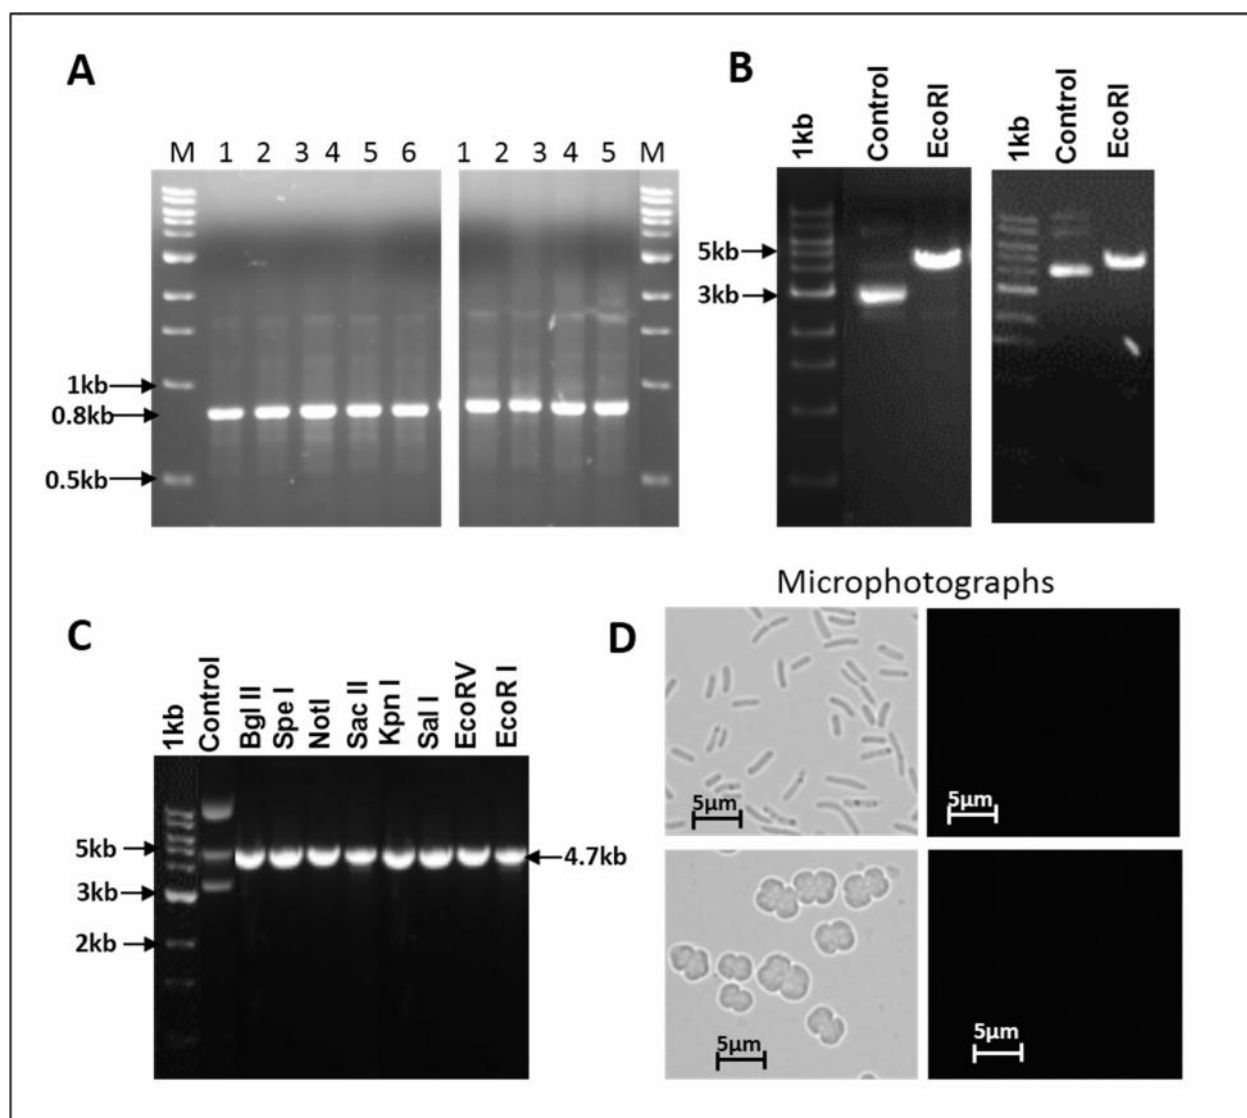 A
M 1 2 3 4 5 6 1 2 3 4 5 M
1kb
0.8kb
0.5kb
B
1kb Control EcoRI 1kb Control EcoRI
5kb
3kb
C
1kb Control Bgl II Spe I NotI Sac II Kpn I Sal I EcoRV EcoR I
5kb
3kb
2kb
4.7kb
Microphotographs
D
5μm
5μm
5μm
5μm